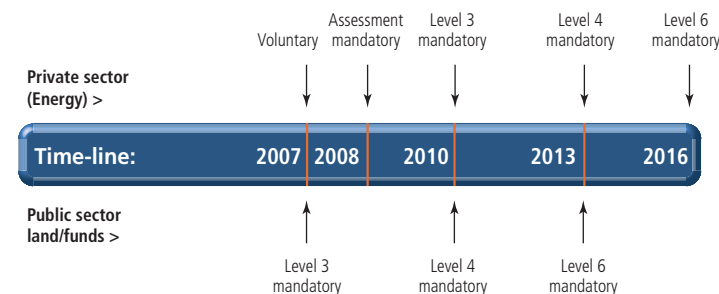 Assessment Level 3 Level 4 Level 6
Voluntary mandatory mandatory mandatory mandatory
Private sector
(Energy) >
Time-line: 2007 2008 2010 2013 2016
Public sector
land/funds >
Level 3 Level 4 Level 6
mandatory mandatory mandatory